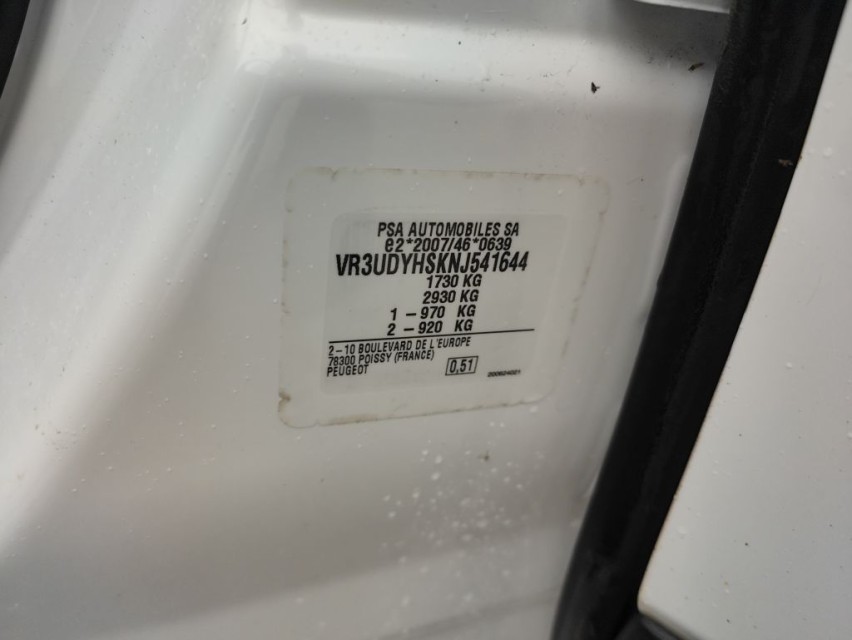 PSA AUTOMOBILES SA
e2*2007/46*0639
VR3UDYHSKNJ541644
1730 KG
2930 KG
1 - 970 KG
2 - 920 KG
2-10 BOULEVARD DE L'EUROPE
78300 POISSY (FRANCE)
PEUGEOT
0,51